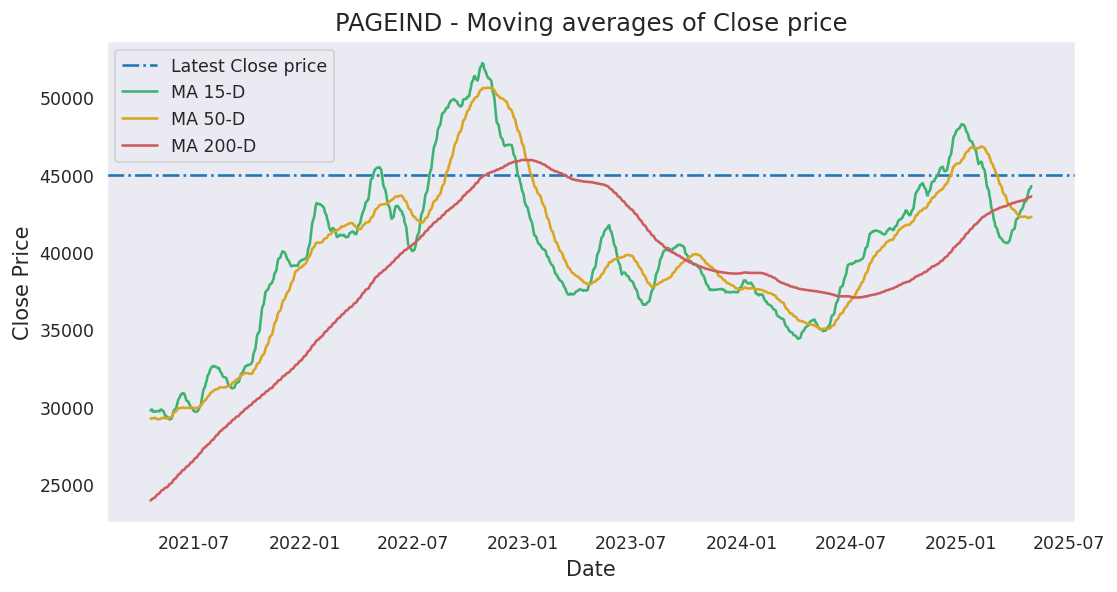 PAGEIND - Moving averages of Close price
Latest Close price
MA 15-D
MA 50-D
MA 200-D
Close Price
50000
45000
40000
35000
30000
25000
2021-07 2022-01 2022-07 2023-01 2023-07 2024-01 2024-07 2025-01 2025-07
Date